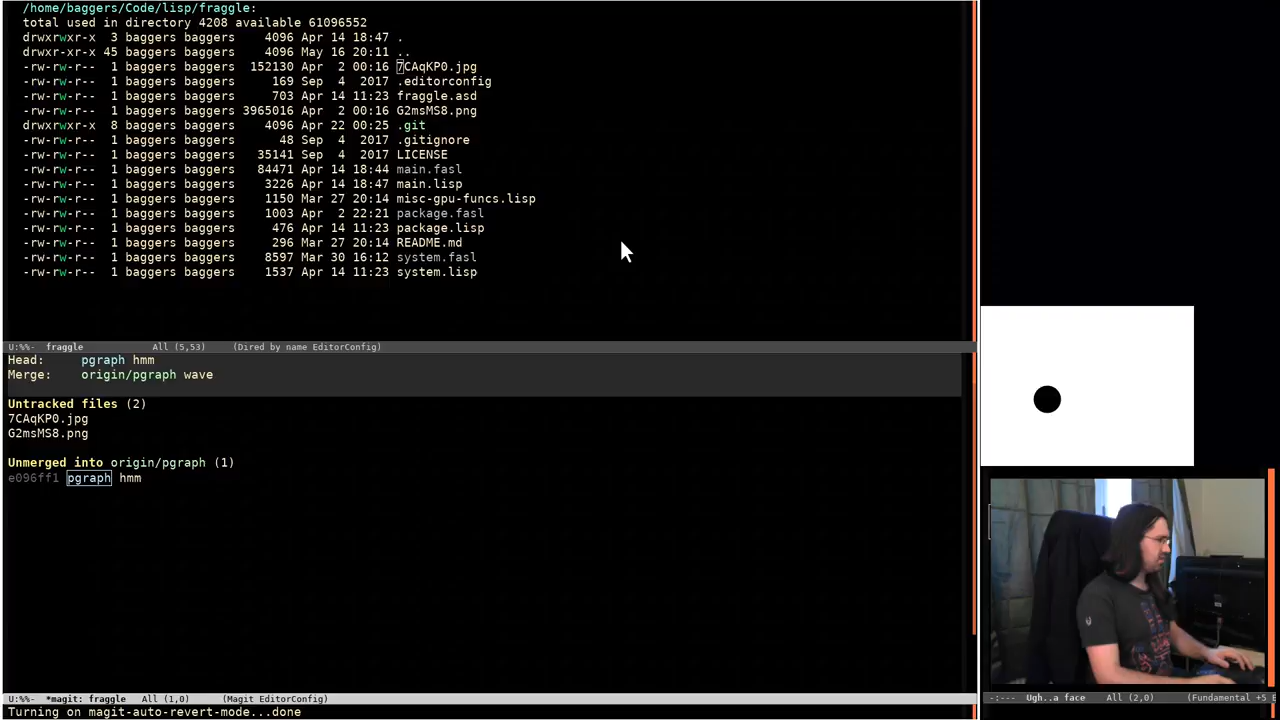 /home/baggers/Code/lisp/fraggle:
total used in directory 4208 available 61096552
drwxrwxr-x  3 baggers baggers    4096 Apr 14 18:47 .
drwxr-xr-x 45 baggers baggers    4096 May 16 20:11 ..
-rw-rw-r--  1 baggers baggers  152130 Apr  2 00:16 7CAqKP0.jpg
-rw-rw-r--  1 baggers baggers     169 Sep  4  2017 .editorconfig
-rw-rw-r--  1 baggers baggers     703 Apr 14 11:23 fraggle.asd
-rw-rw-r--  1 baggers baggers 3965016 Apr  2 00:16 G2msMS8.png
drwxrwxr-x  8 baggers baggers    4096 Apr 22 00:25 .git
-rw-rw-r--  1 baggers baggers      48 Sep  4  2017 .gitignore
-rw-rw-r--  1 baggers baggers   35141 Sep  4  2017 LICENSE
-rw-rw-r--  1 baggers baggers   84471 Apr 14 18:44 main.fasl
-rw-rw-r--  1 baggers baggers    3226 Apr 14 18:47 main.lisp
-rw-rw-r--  1 baggers baggers    1150 Mar 27 20:14 misc-gpu-funcs.lisp
-rw-rw-r--  1 baggers baggers    1003 Apr  2 22:21 package.fasl
-rw-rw-r--  1 baggers baggers     476 Apr 14 11:23 package.lisp
-rw-rw-r--  1 baggers baggers     296 Mar 27 20:14 README.md
-rw-rw-r--  1 baggers baggers    8597 Mar 30 16:12 system.fasl
-rw-rw-r--  1 baggers baggers    1537 Apr 14 11:23 system.lisp
U:%%-  fraggle        All (5,53)    (Dired by name EditorConfig)
Head:     pgraph hmm
Merge:    origin/pgraph wave
Untracked files (2)
7CAqKP0.jpg
G2msMS8.png
Unmerged into origin/pgraph (1)
e096ff1 pgraph hmm
U:%%-  *magit: fraggle   All (1,0)     (Magit EditorConfig)
Turning on magit-auto-revert-mode...done
-:---  Ugh..a face    All (2,0)     (Fundamental +5 E